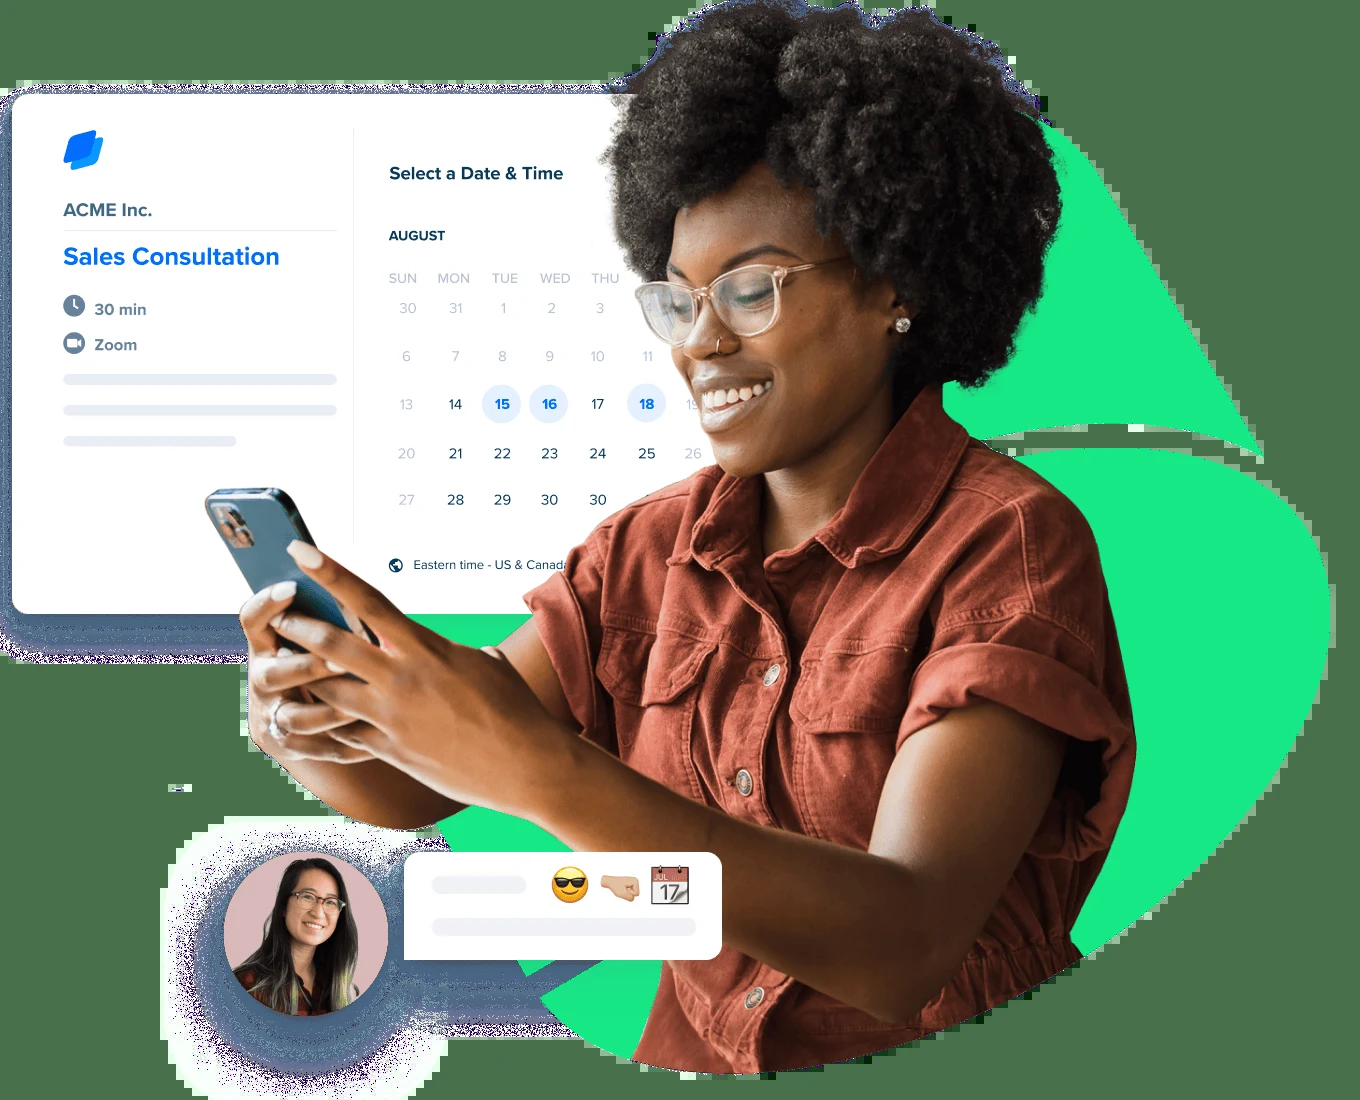 ACME Inc.
Sales Consultation
30 min
Zoom
Select a Date & Time
AUGUST
SUN MON TUE WED THU
30 31 1 2 3
6 7 8 9 10 11
13 14 15 16 17 18
20 21 22 23 24 25 26
27 28 29 30 30
Eastern time - US & Canada
JUL
17